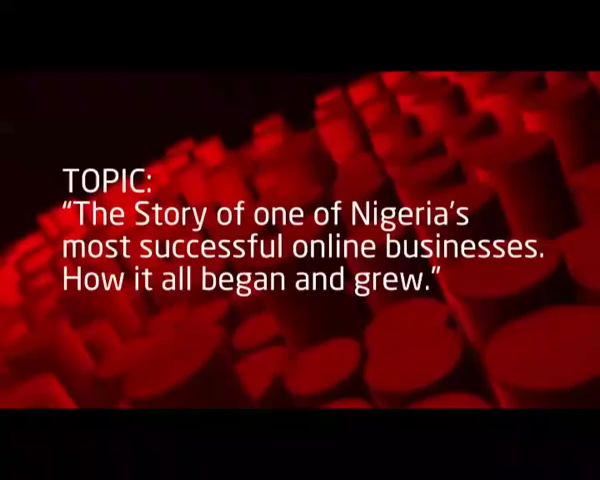 TOPIC:
“The Story of one of Nigeria’s
most successful online businesses.
How it all began and grew.”